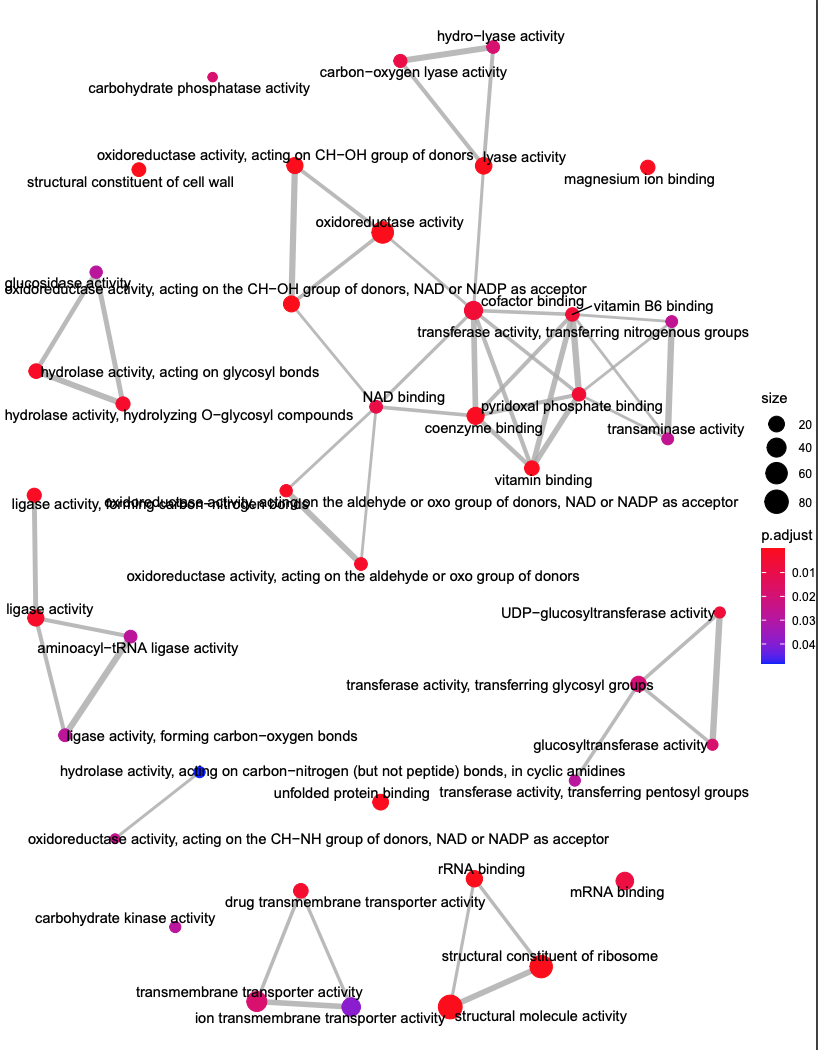 hydro−lyase activity
carbon−oxygen lyase activity
carbohydrate phosphatase activity
oxidoreductase activity, acting on CH−OH group of donors
lyase activity
structural constituent of cell wall
magnesium ion binding
oxidoreductase activity
glucosidase activity
oxidoreductase activity, acting on the CH−OH group of donors, NAD or NADP as acceptor
cofactor binding
vitamin B6 binding
transferase activity, transferring nitrogenous groups
hydrolase activity, acting on glycosyl bonds
NAD binding
size
pyridoxal phosphate binding
hydrolase activity, hydrolyzing O−glycosyl compounds
20
coenzyme binding
transaminase activity
40
60
vitamin binding
80
ligase activity, forming carbon−nitrogen bonds
oxidoreductase activity, acting on the aldehyde or oxo group of donors, NAD or NADP as acceptor
p.adjust
0.01
oxidoreductase activity, acting on the aldehyde or oxo group of donors
0.02
ligase activity
UDP−glucosyltransferase activity
0.03
aminoacyl−tRNA ligase activity
0.04
transferase activity, transferring glycosyl groups
ligase activity, forming carbon−oxygen bonds
glucosyltransferase activity
hydrolase activity, acting on carbon−nitrogen (but not peptide) bonds, in cyclic amidines
unfolded protein binding
transferase activity, transferring pentosyl groups
oxidoreductase activity, acting on the CH−NH group of donors, NAD or NADP as acceptor
rRNA binding
mRNA binding
drug transmembrane transporter activity
carbohydrate kinase activity
structural constituent of ribosome
transmembrane transporter activity
ion transmembrane transporter activity
structural molecule activity